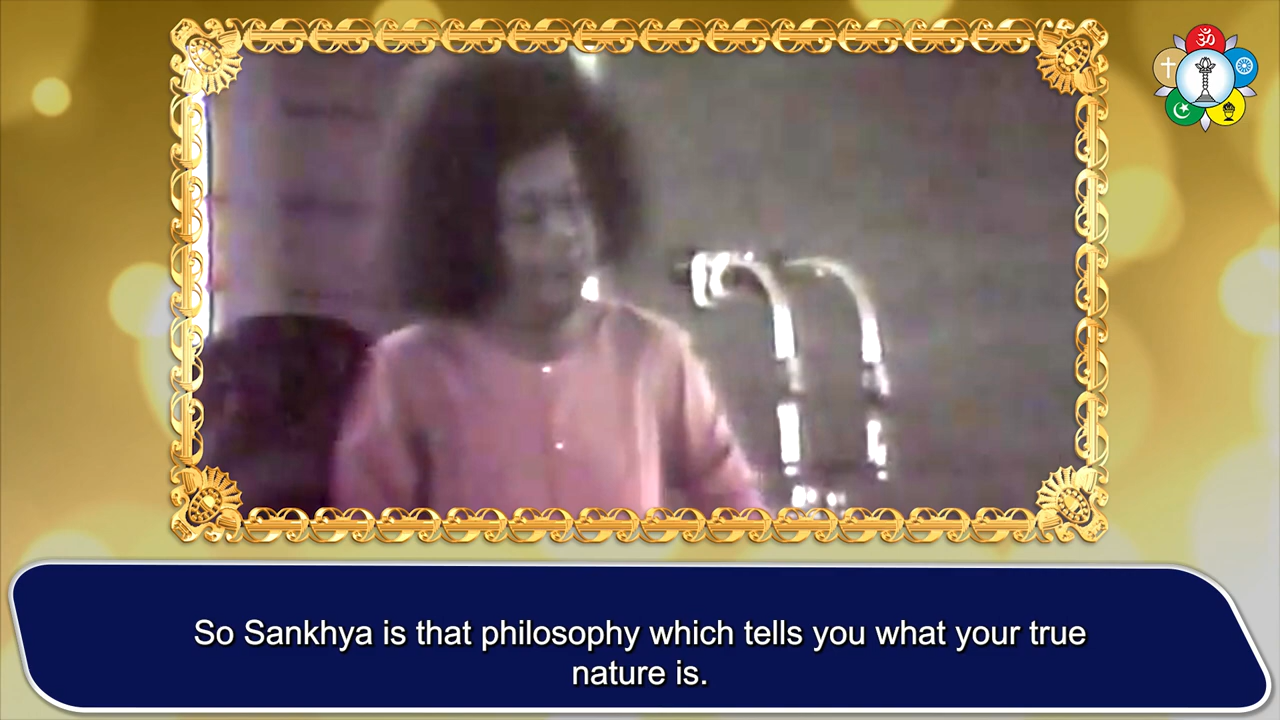 ॐ
So Sankhya is that philosophy which tells you what your true
nature is.